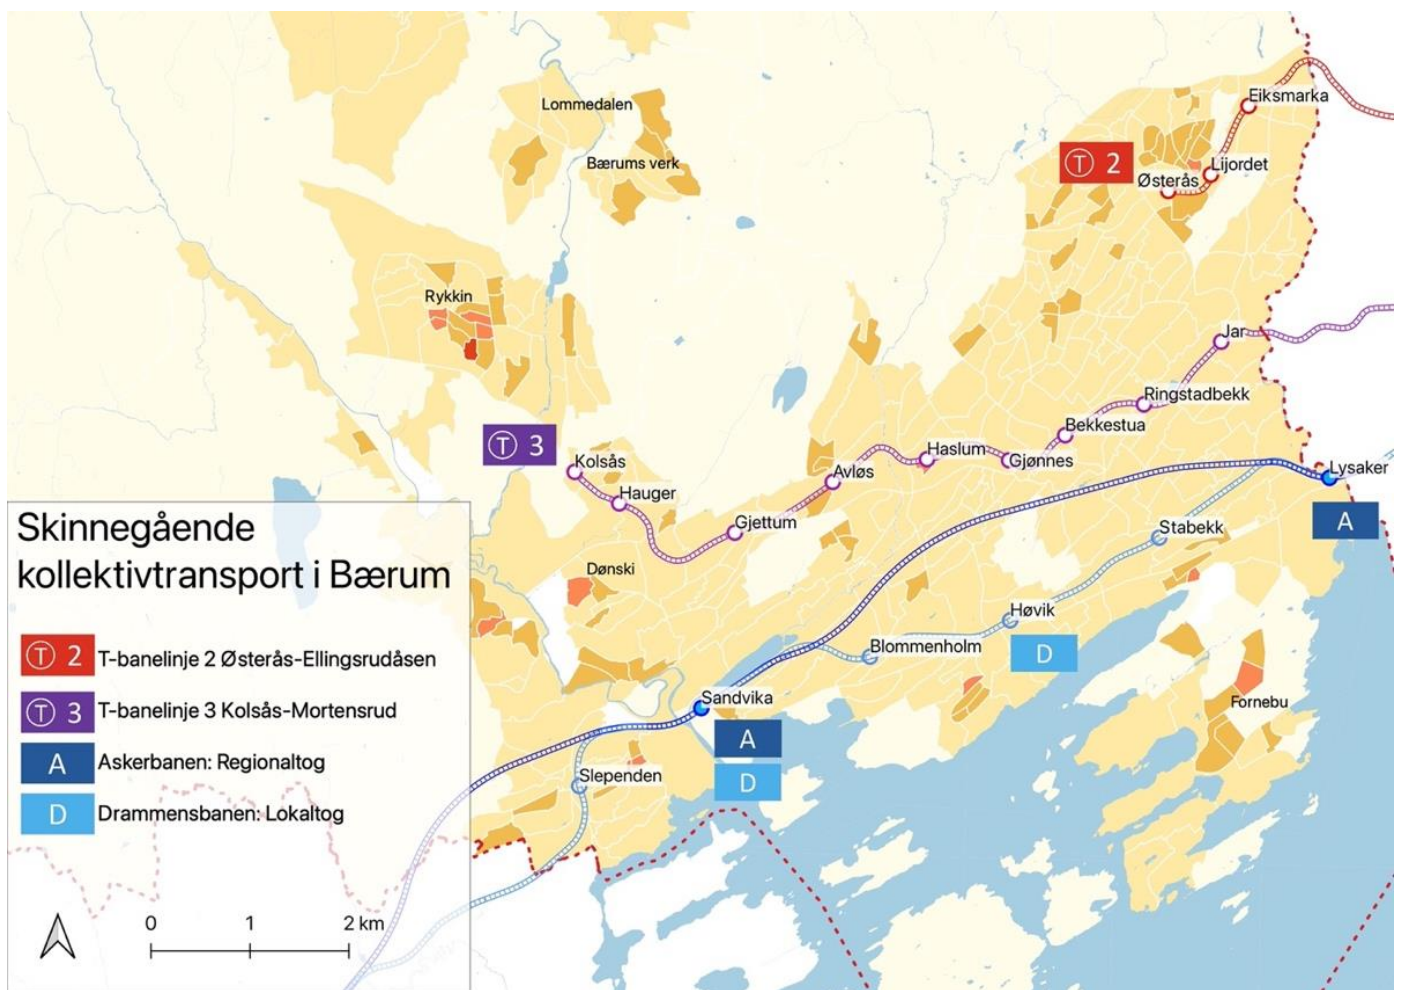 Lommedalen
Bærums verk
Eiksmarka
T 2
Lijordet
Østerås
Rykkin
Jar
Ringstadbekk
Bekkestua
T 3
Kolsås
Haslum
Gjønnes
Avløs
Lysaker
Hauger
A
Gjettum
Stabekk
Dønski
Høvik
Blommenholm
D
Sandvika
Fornebu
A
D
Slependen
Skinnegående
kollektivtransport i Bærum
T 2 T-banelinje 2 Østerås-Ellingsrudåsen
T 3 T-banelinje 3 Kolsås-Mortensrud
A Askerbanen: Regionaltog
D Drammensbanen: Lokaltog
0 1 2 km